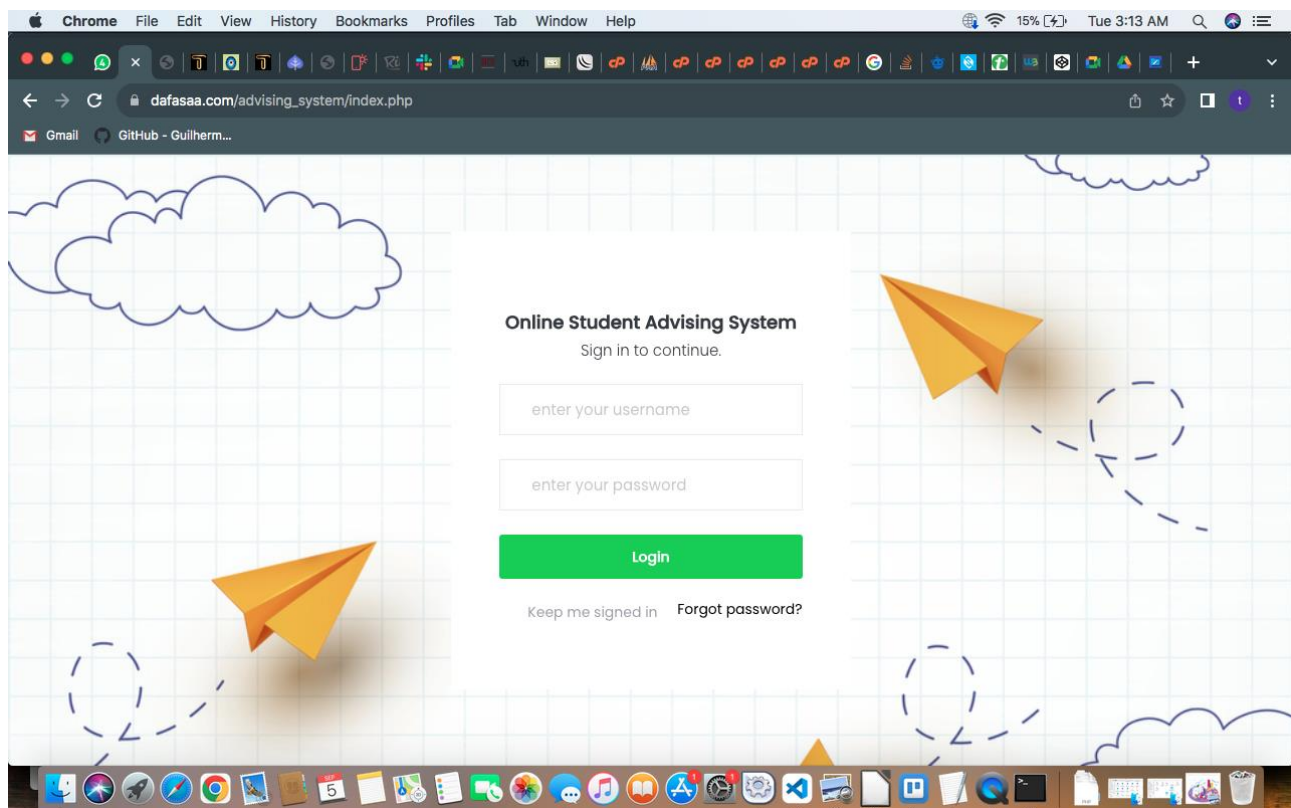 Chrome File Edit View History Bookmarks Profiles Tab Window Help 15% Tue 3:13 AM
dafasaa.com/advising_system/index.php
Gmail GitHub - Guilherm...
Online Student Advising System
Sign in to continue.
enter your username
enter your password
Login
Keep me signed in Forgot password?
SEP
5